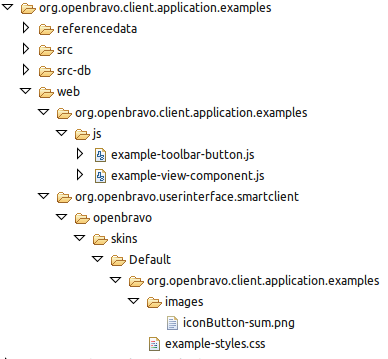 org.openbravo.client.application.examples
referencedata
src
src-db
web
org.openbravo.client.application.examples
js
example-toolbar-button.js
example-view-component.js
org.openbravo.userinterface.smartclient
openbravo
skins
Default
org.openbravo.client.application.examples
images
iconButton-sum.png
example-styles.css